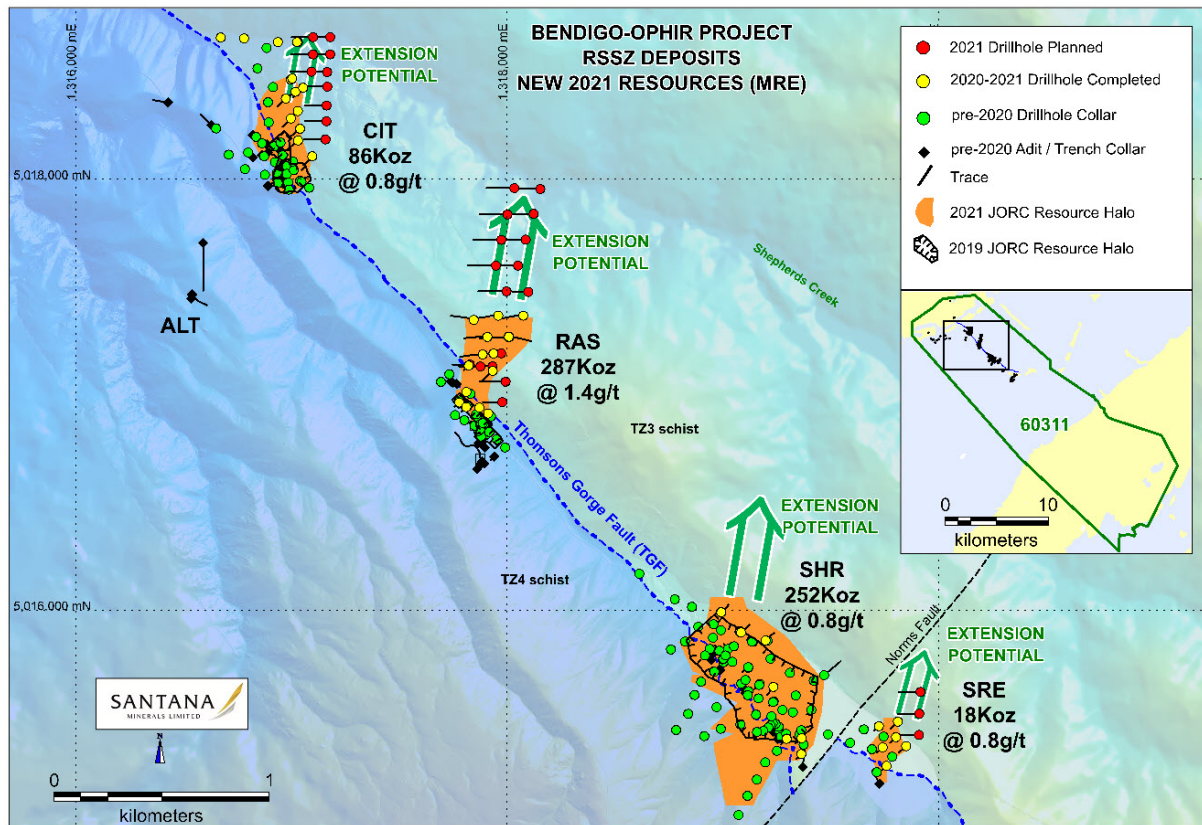 BENDIGO-OPHIR PROJECT
RSSZ DEPOSITS
NEW 2021 RESOURCES (MRE)
1,316,000 mE
1,318,000 mE
5,018,000 mN
5,016,000 mN
EXTENSION
POTENTIAL
CIT
86Koz
@ 0.8g/t
EXTENSION
POTENTIAL
Shepherds Creek
ALT
RAS
287Koz
@ 1.4g/t
TZ3 schist
Thomsons Gorge Fault (TGF)
TZ4 schist
EXTENSION
POTENTIAL
SHR
252Koz
@ 0.8g/t
Norms Fault
EXTENSION
POTENTIAL
SRE
18Koz
@ 0.8g/t
2021 Drillhole Planned
2020-2021 Drillhole Completed
pre-2020 Drillhole Collar
pre-2020 Adit / Trench Collar
Trace
2021 JORC Resource Halo
2019 JORC Resource Halo
60311
0 10
kilometers
SANTANA
MINERALS LIMITED
N
0 1
kilometers